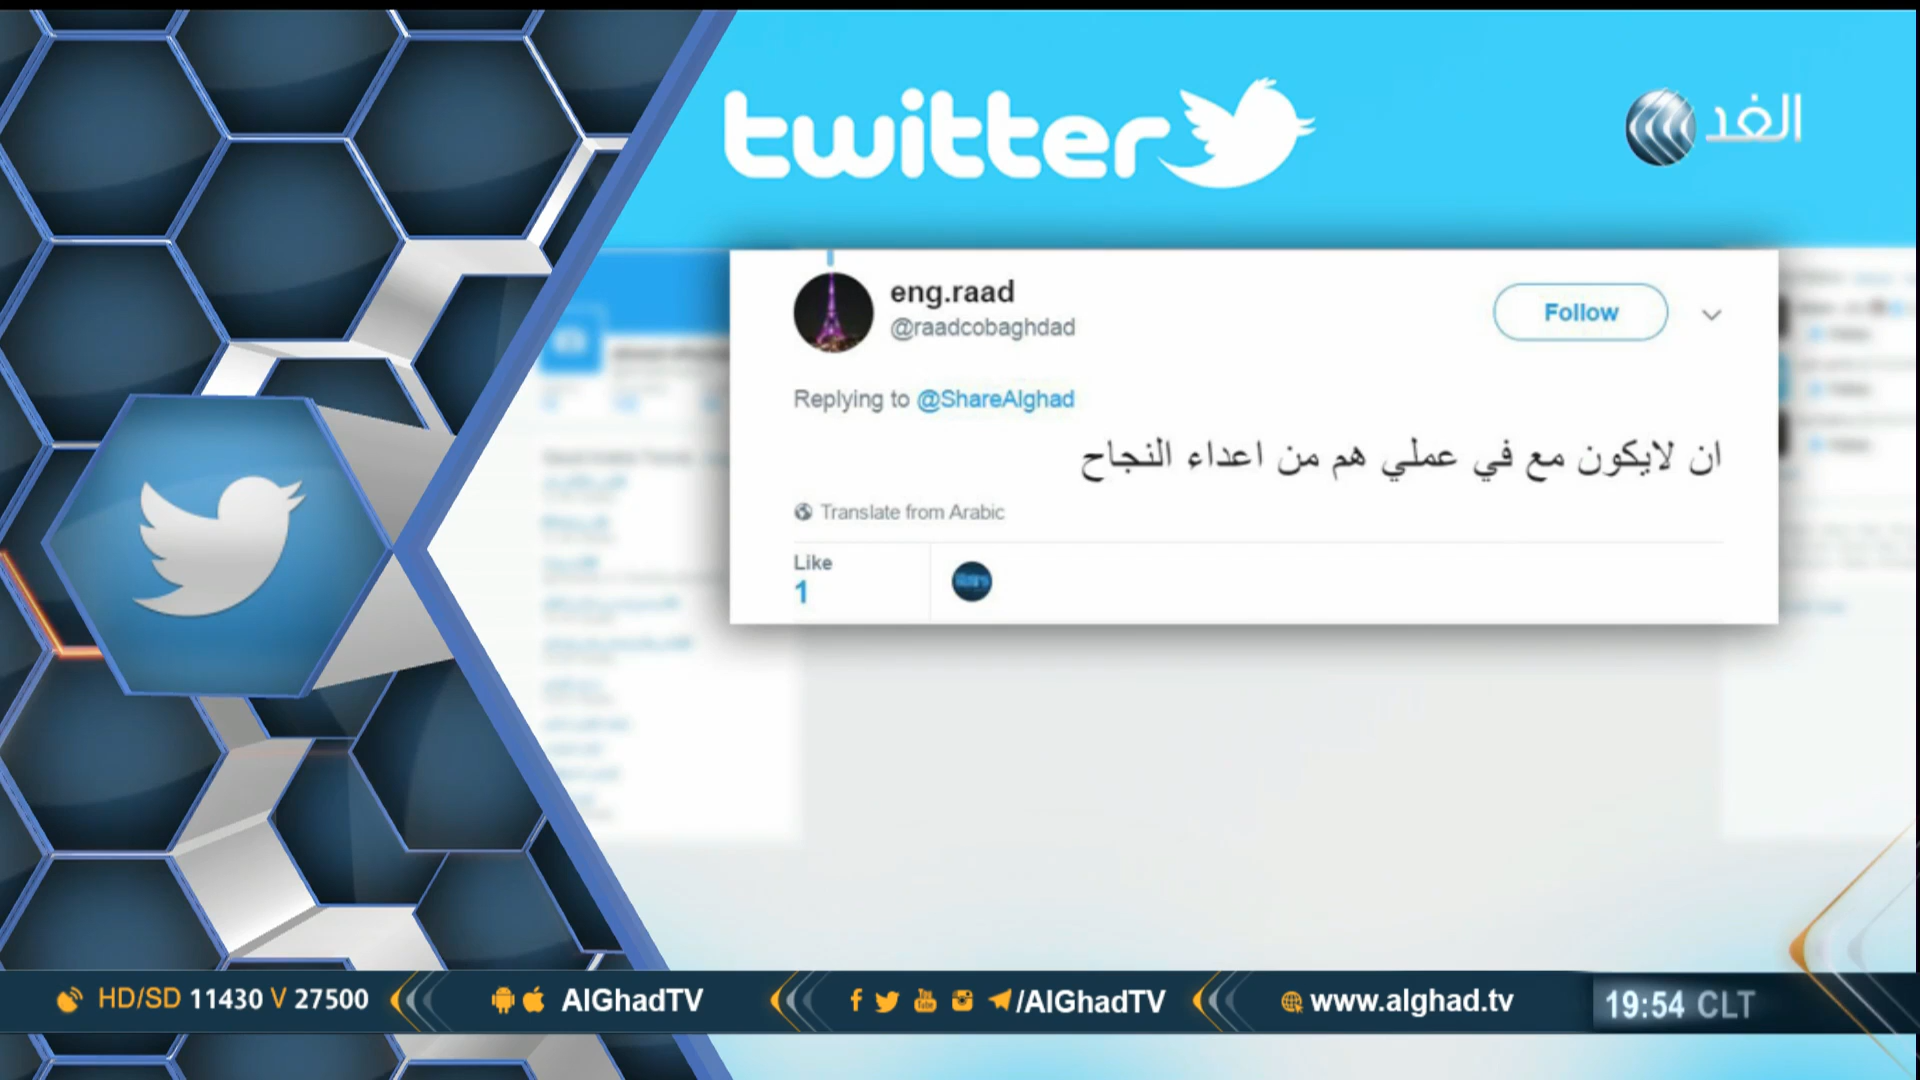 twitter
الغد
eng.raad
@raadcobaghdad
Follow
Replying to @ShareAlghad
ان لايكون مع في عملي هم من اعداء النجاح
Translate from Arabic
Like
1
HD/SD 11430 V 27500
AlGhadTV
/AlGhadTV
www.alghad.tv
19:54 CLT